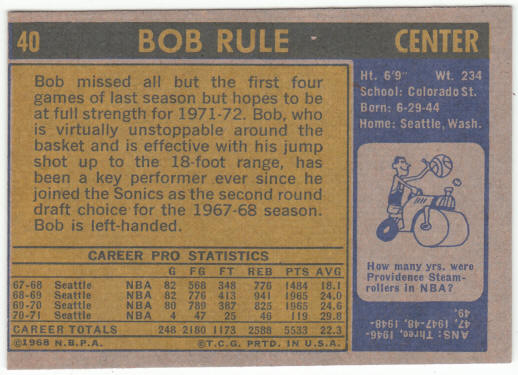 40 BOB RULE CENTER
Bob missed all but the first four
games of last season but hopes to be
at full strength for 1971-72. Bob, who
is virtually unstoppable around the
basket and is effective with his jump
shot up to the 18-foot range, has
been a key performer ever since he
joined the Sonics as the second round
draft choice for the 1967-68 season.
Bob is left-handed.
CAREER PRO STATISTICS
G FG FT REB PTS AVG
67-68 Seattle NBA 82 568 348 776 1484 18.1
68-69 Seattle NBA 82 776 413 941 1965 24.0
69-70 Seattle NBA 80 789 387 825 1965 24.6
70-71 Seattle NBA 4 47 25 46 119 29.8
CAREER TOTALS 248 2180 1173 2588 5533 22.3
©1968 N.B.P.A. ©T.C.G. PRTD. IN U.S.A.
Ht. 6'9" Wt. 234
School: Colorado St.
Born: 6-29-44
Home: Seattle, Wash.
How many yrs. were
Providence Steam-
rollers in NBA?
ANS: Three, 1946-
47, 1947-48, 1948-
49.